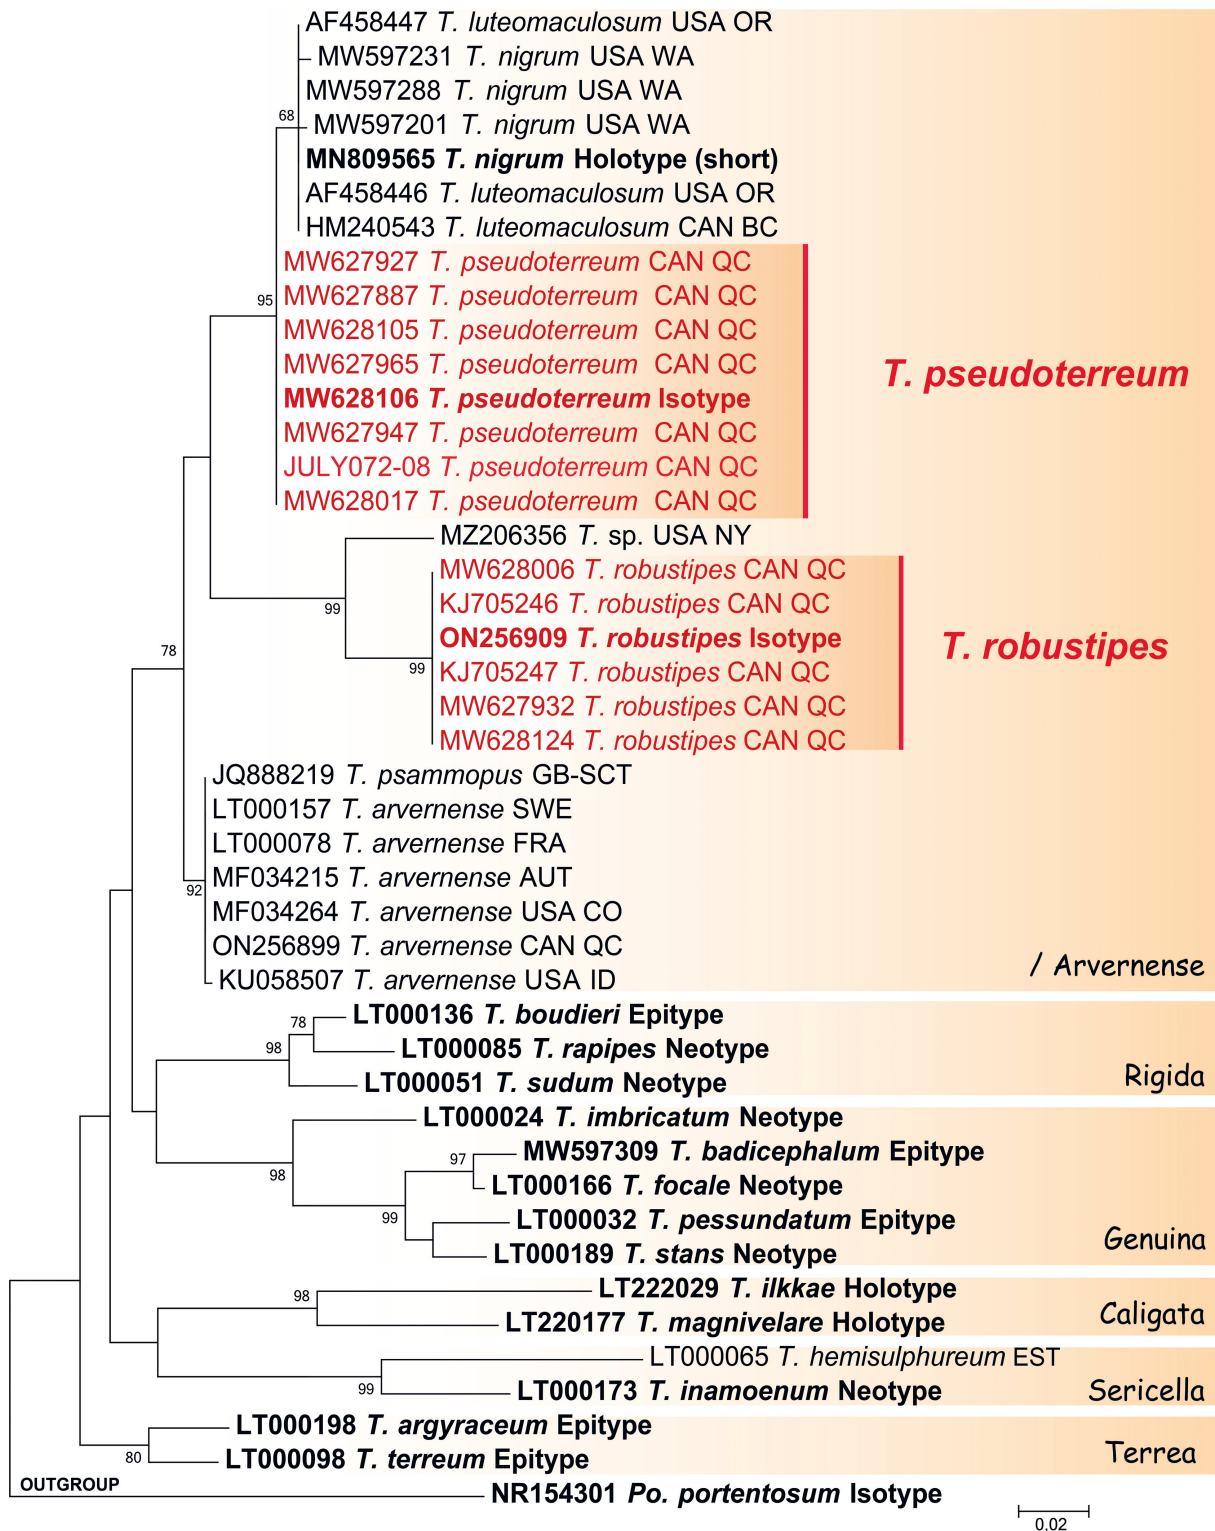 AF458447 T. luteomaculosum USA OR
MW597231 T. nigrum USA WA
MW597288 T. nigrum USA WA
68
MW597201 T. nigrum USA WA
MN809565 T. nigrum Holotype (short)
AF458446 T. luteomaculosum USA OR
HM240543 T. luteomaculosum CAN BC
MW627927 T. pseudoterreum CAN QC
95
MW627887 T. pseudoterreum CAN QC
MW628105 T. pseudoterreum CAN QC
MW627965 T. pseudoterreum CAN QC
T. pseudoterreum
MW628106 T. pseudoterreum Isotype
MW627947 T. pseudoterreum CAN QC
JULY072-08 T. pseudoterreum CAN QC
MW628017 T. pseudoterreum CAN QC
MZ206356 T. sp. USA NY
MW628006 T. robustipes CAN QC
99
KJ705246 T. robustipes CAN QC
ON256909 T. robustipes Isotype
T. robustipes
78
99
KJ705247 T. robustipes CAN QC
MW627932 T. robustipes CAN QC
MW628124 T. robustipes CAN QC
JQ888219 T. psammopus GB-SCT
LT000157 T. arvernense SWE
LT000078 T. arvernense FRA
MF034215 T. arvernense AUT
92
MF034264 T. arvernense USA CO
ON256899 T. arvernense CAN QC
/ Arvernense
KU058507 T. arvernense USA ID
78
LT000136 T. boudieri Epitype
98
LT000085 T. rapipes Neotype
Rigida
LT000051 T. sudum Neotype
LT000024 T. imbricatum Neotype
97
MW597309 T. badicephalum Epitype
98
LT000166 T. focale Neotype
99
LT000032 T. pessundatum Epitype
Genuina
LT000189 T. stans Neotype
98
LT222029 T. ilkkae Holotype
Caligata
LT220177 T. magnivelare Holotype
LT000065 T. hemisulphureum EST
99
LT000173 T. inamoenum Neotype
Sericella
LT000198 T. argyraceum Epitype
80
LT000098 T. terreum Epitype
Terrea
OUTGROUP
NR154301 Po. portentosum Isotype
0.02